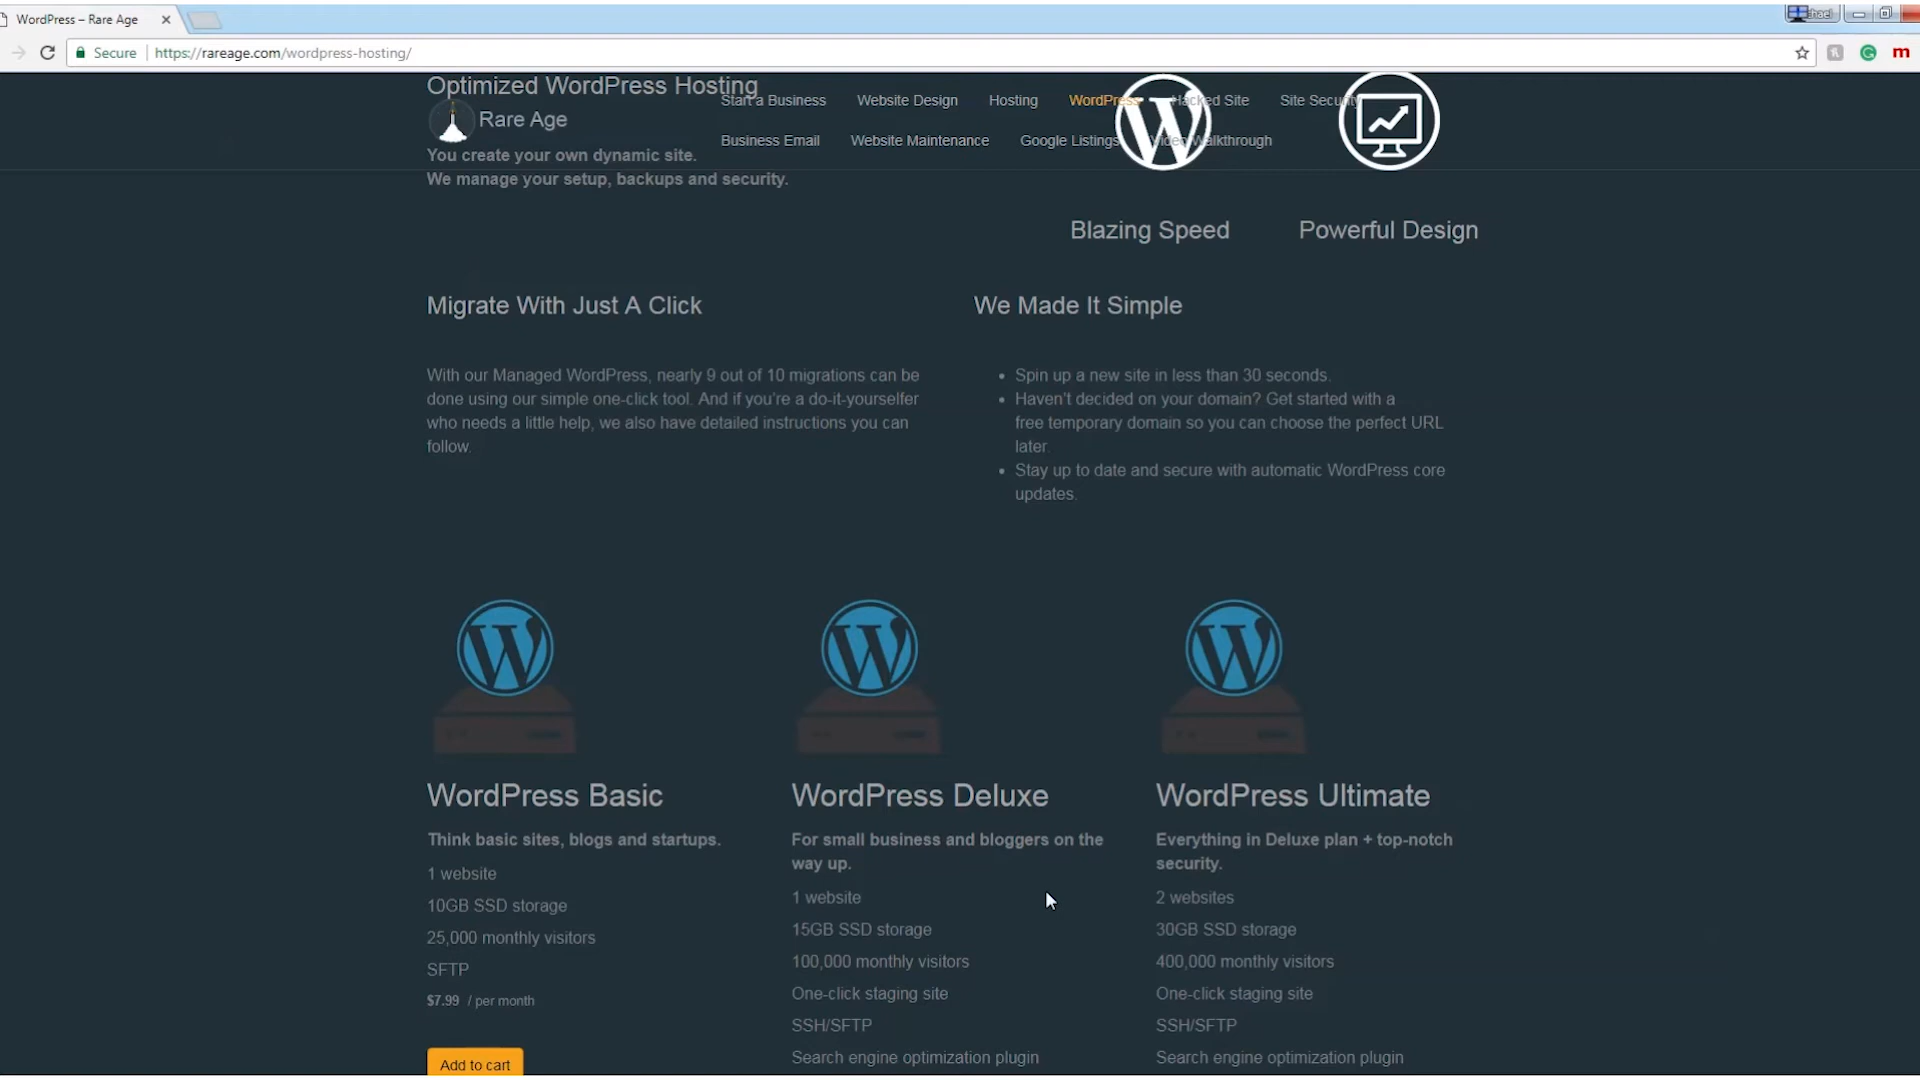 WordPress – Rare Age
Secure
https://rareage.com/wordpress-hosting/
m
Optimized WordPress Hosting
Rare Age
Start a Business
Website Design
Hosting
WordPress
Hacked Site
Site Security
Business Email
Website Maintenance
Google Listings
Video Walkthrough
You create your own dynamic site.
We manage your setup, backups and security.
Blazing Speed
Powerful Design
Migrate With Just A Click
With our Managed WordPress, nearly 9 out of 10 migrations can be
done using our simple one-click tool. And if you’re a do-it-yourselfer
who needs a little help, we also have detailed instructions you can
follow.
We Made It Simple
Spin up a new site in less than 30 seconds.
Haven’t decided on your domain? Get started with a
free temporary domain so you can choose the perfect URL
later.
Stay up to date and secure with automatic WordPress core
updates.
WordPress Basic
Think basic sites, blogs and startups.
1 website
10GB SSD storage
25,000 monthly visitors
SFTP
$7.99 / per month
Add to cart
WordPress Deluxe
For small business and bloggers on the
way up.
1 website
15GB SSD storage
100,000 monthly visitors
One-click staging site
SSH/SFTP
Search engine optimization plugin
WordPress Ultimate
Everything in Deluxe plan + top-notch
security.
2 websites
30GB SSD storage
400,000 monthly visitors
One-click staging site
SSH/SFTP
Search engine optimization plugin